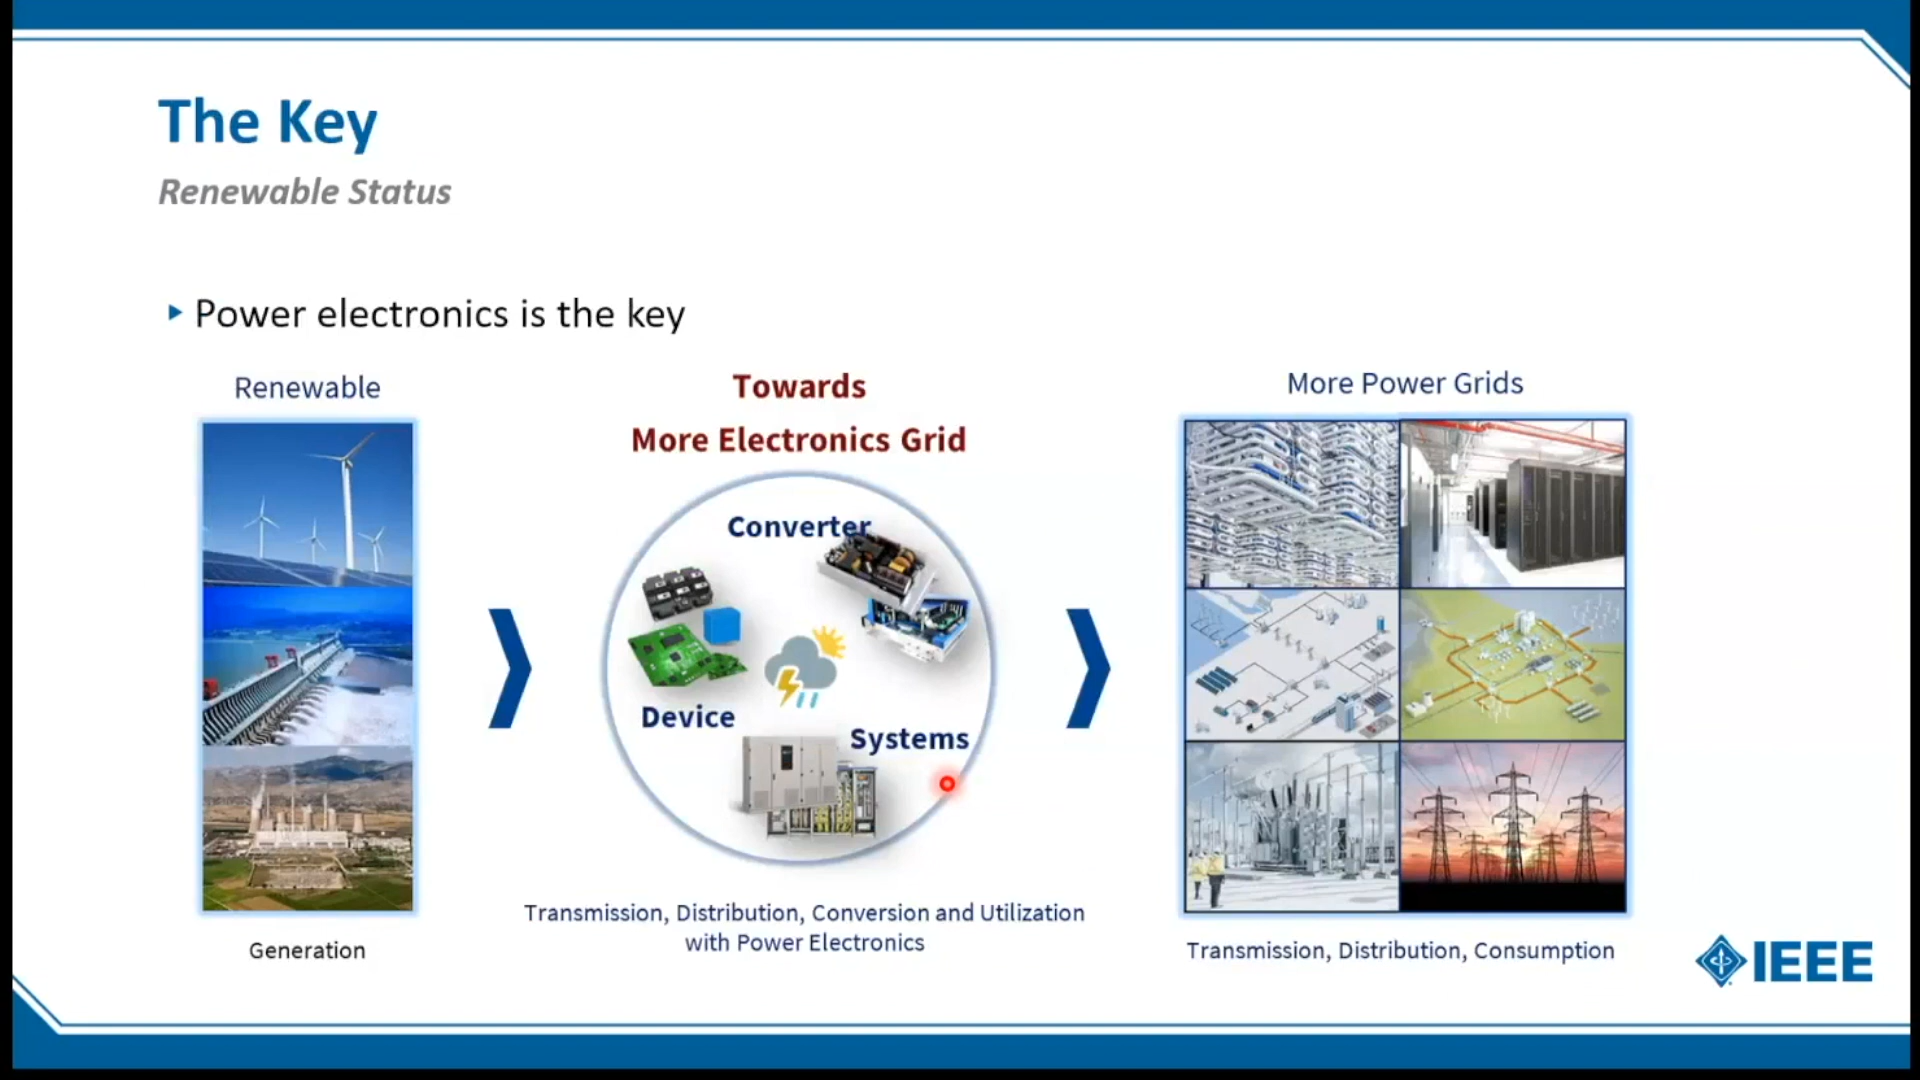 The Key
Renewable Status
Power electronics is the key
Renewable
Towards
More Electronics Grid
More Power Grids
Converter
Device
Systems
Transmission, Distribution, Conversion and Utilization
with Power Electronics
Generation
Transmission, Distribution, Consumption
IEEE